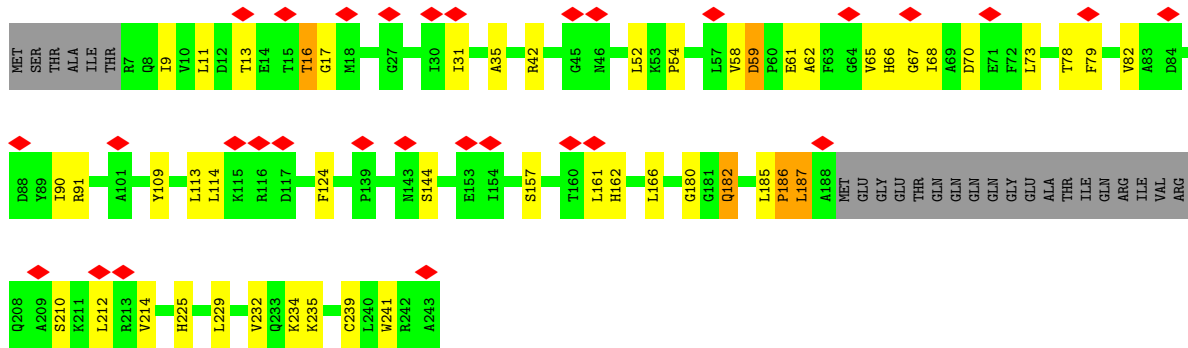 MET SER THR ALA ILE THR R7 Q8 I9 V10 L11 D12 T13 E14 T15 T16 G17 M18 G27 I30 I31 A35 R42 G45 N46 L52 K53 P54 L57 V58 D59 P60 E61 A62 F63 G64 V65 H66 G67 I68 A69 D70 E71 F72 L73 T78 F79 V82 A83 D84
D88 Y89 I90 R91 A101 Y109 L113 L114 K115 R116 D117 F124 P139 N143 S144 E153 I154 S157 T160 L161 H162 L166 G180 G181 Q182 L185 P186 L187 A188 MET GLU GLY GLU THR GLN GLN GLN GLN GLY GLU ALA THR ILE GLN ARG ILE VAL ARG
Q208 A209 S210 K211 L212 R213 V214 H225 L229 V232 Q233 K234 K235 C239 L240 W241 R242 A243